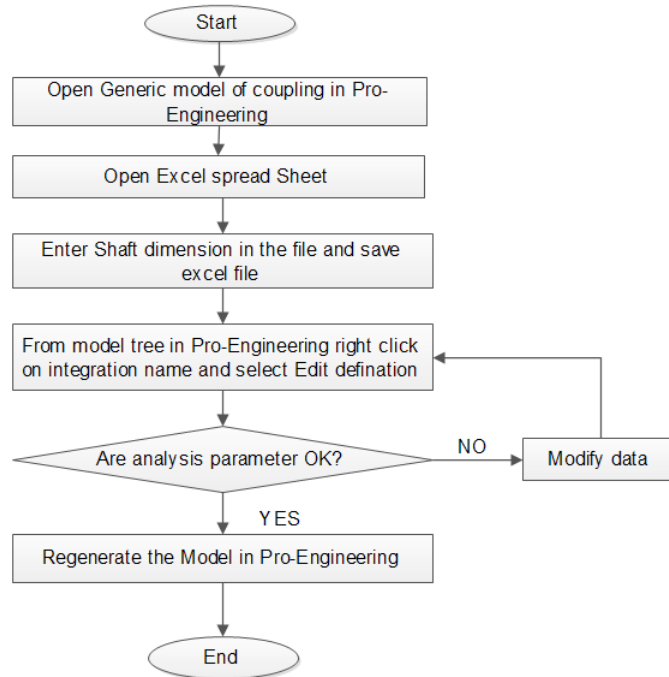 Start
Open Generic model of coupling in Pro-
Engineering
Open Excel spread Sheet
Enter Shaft dimension in the file and save
excel file
From model tree in Pro-Engineering right click
on integration name and select Edit defination
Are analysis parameter OK?
NO
Modify data
YES
Regenerate the Model in Pro-Engineering
End